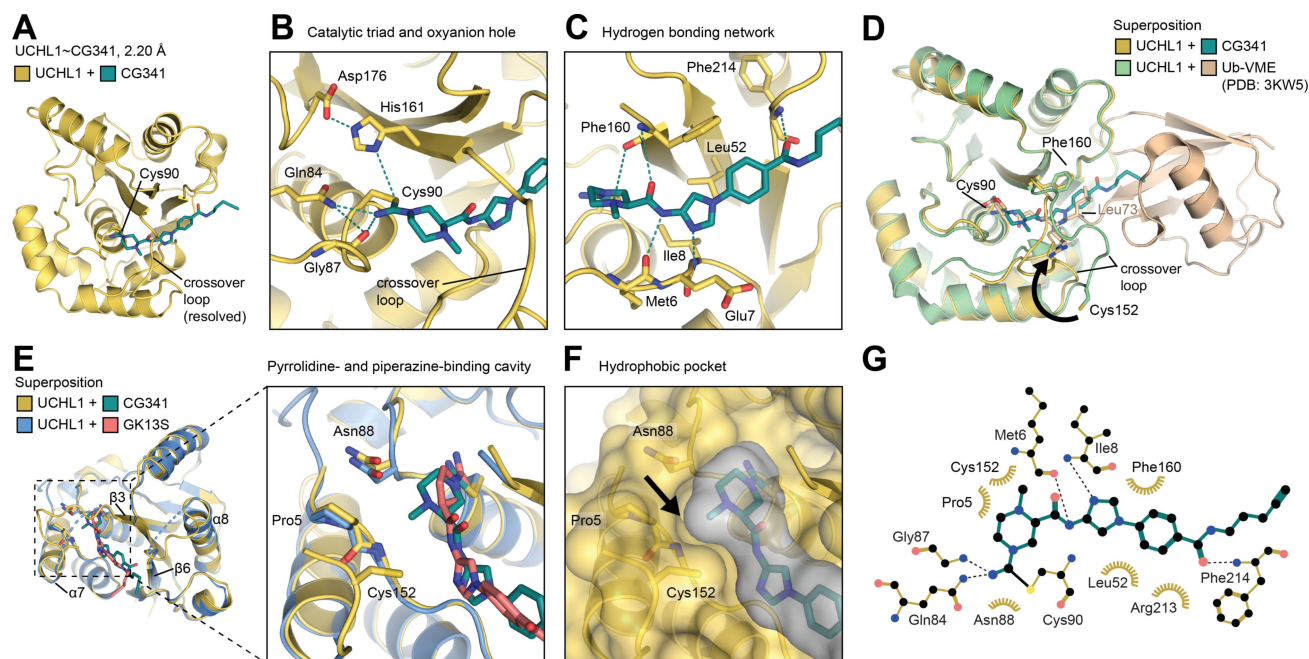 A
UCHL1~CG341, 2.20 Å
UCHL1 + CG341
Cys90
crossover
loop
(resolved)
B Catalytic triad and oxyanion hole
Asp176
His161
Gln84
Cys90
Gly87
crossover
loop
C Hydrogen bonding network
Phe214
Phe160
Leu52
Ile8
Met6
Glu7
D Superposition
UCHL1 + CG341
UCHL1 + Ub-VME
(PDB: 3KW5)
Phe160
Cys90
Leu73
crossover
loop
Cys152
E
Superposition
UCHL1 + CG341
UCHL1 + GK13S
β3
α8
β6
α7
Pyrrolidine- and piperazine-binding cavity
Asn88
Pro5
Cys152
F Hydrophobic pocket
Asn88
Pro5
Cys152
G
Met6
Ile8
Cys152
Phe160
Pro5
Gly87
Leu52
Phe214
Arg213
Gln84
Asn88
Cys90